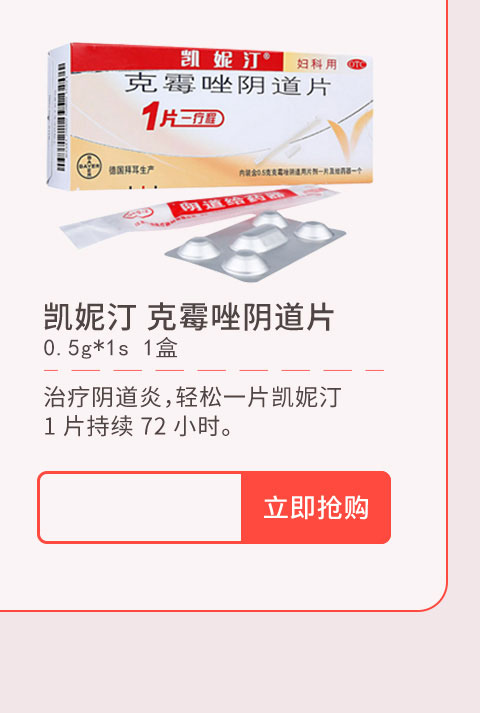 凯妮汀®
妇科用 OTC
克霉唑阴道片
1片一疗程
BAYER
德国拜耳生产
内装含0.5克克霉唑阴道用片剂一片及给药器一个
阴道给药器
凯妮汀 克霉唑阴道片
0.5g*1s 1盒
治疗阴道炎,轻松一片凯妮汀
1 片持续 72 小时。
立即抢购